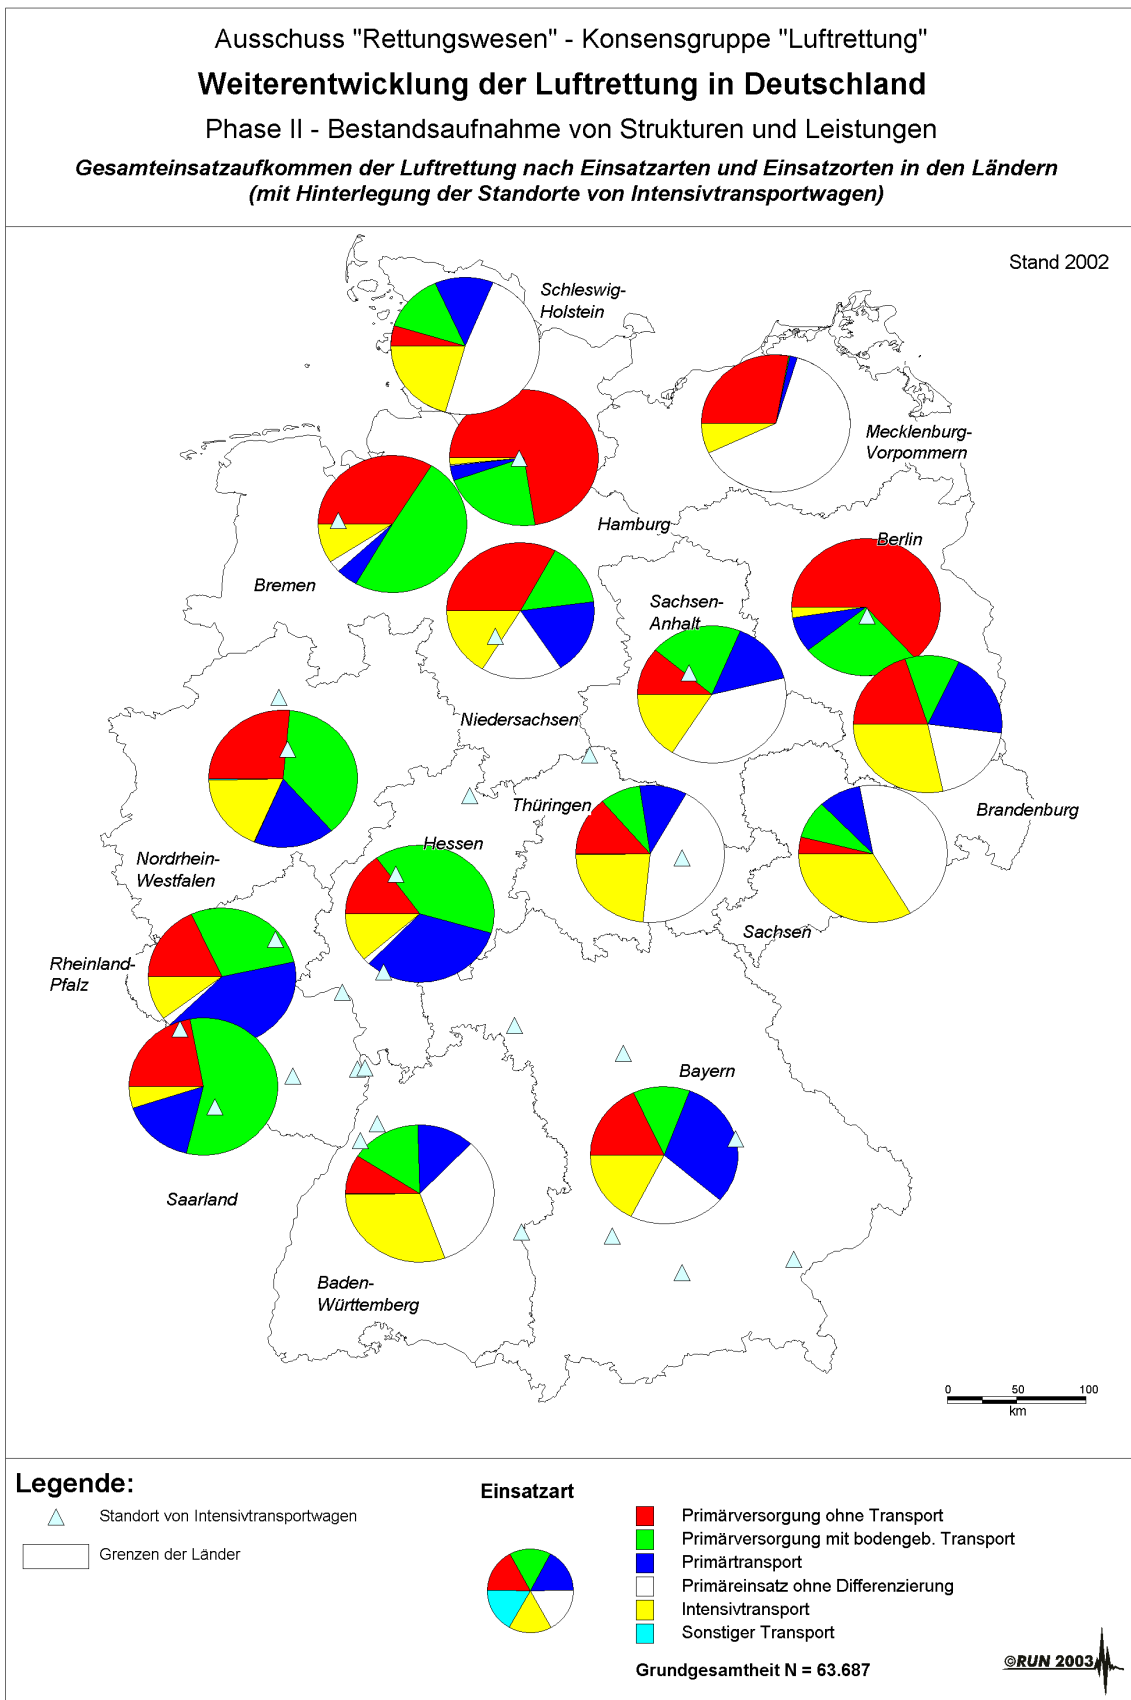 Ausschuss "Rettungswesen" - Konsensgruppe "Luftrettung"
Weiterentwicklung der Luftrettung in Deutschland
Phase II - Bestandsaufnahme von Strukturen und Leistungen
Gesamteinsatzaufkommen der Luftrettung nach Einsatzarten und Einsatzorten in den Ländern
(mit Hinterlegung der Standorte von Intensivtransportwagen)
Stand 2002
Schleswig-
Holstein
Mecklenburg-
Vorpommern
Hamburg
Berlin
Bremen
Sachsen-
Anhalt
Niedersachsen
Thüringen
Brandenburg
Hessen
Nordrhein-
Westfalen
Sachsen
Rheinland-
Pfalz
Bayern
Saarland
Baden-
Württemberg
0 50 100
km
Legende:
Standort von Intensivtransportwagen
Grenzen der Länder
Einsatzart
Primärversorgung ohne Transport
Primärversorgung mit bodengeb. Transport
Primärtransport
Primäreinsatz ohne Differenzierung
Intensivtransport
Sonstiger Transport
Grundgesamtheit N = 63.687
©RUN 2003